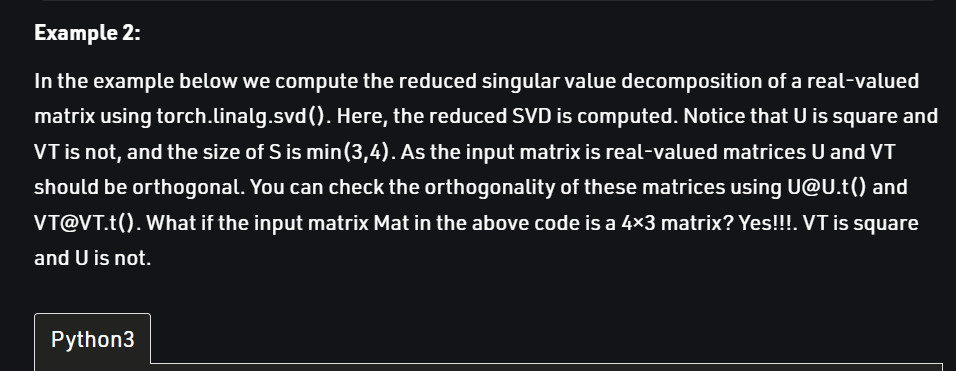 Example 2:
In the example below we compute the reduced singular value decomposition of a real-valued
matrix using torch.linalg.svd(). Here, the reduced SVD is computed. Notice that U is square and
VT is not, and the size of S is min(3,4). As the input matrix is real-valued matrices U and VT
should be orthogonal. You can check the orthogonality of these matrices using U@U.t() and
VT@VT.t(). What if the input matrix Mat in the above code is a 4×3 matrix? Yes!!!. VT is square
and U is not.
Python3